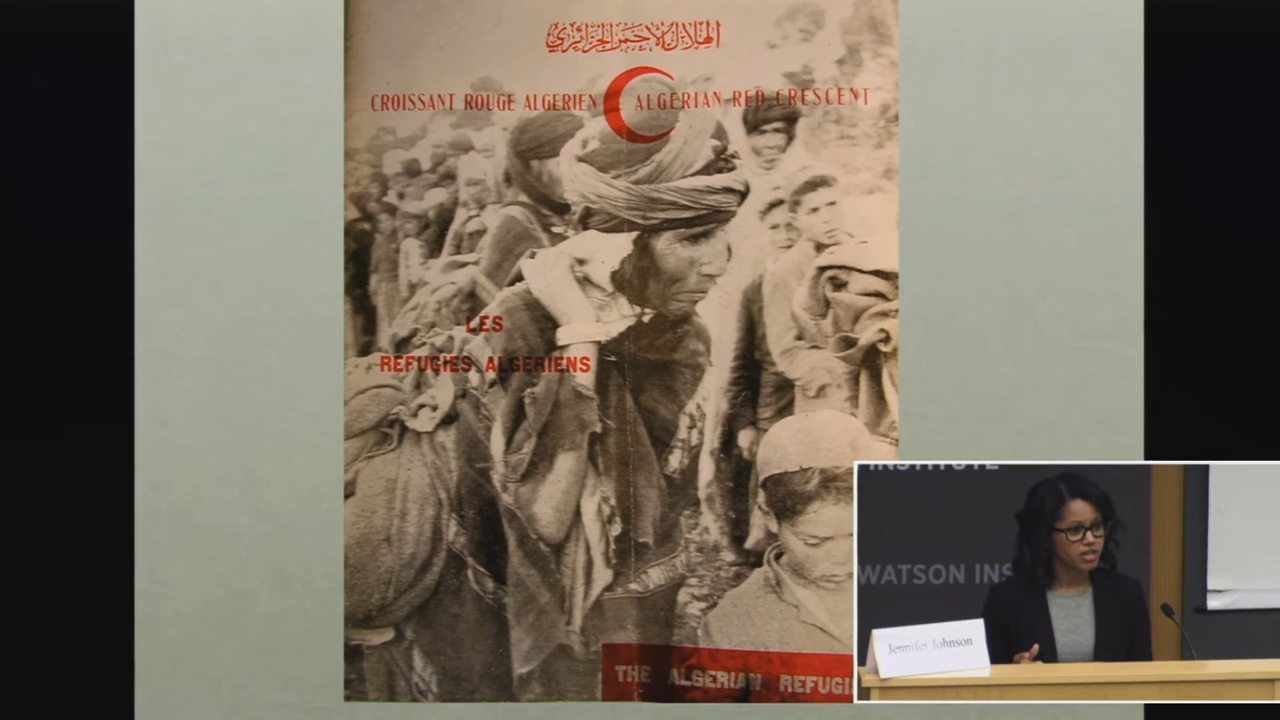 الهلال الأحمر الجزائري
CROISSANT ROUGE ALGERIEN
ALGERIAN RED CRESCENT
LES
REFUGIES ALGERIENS
THE ALGERIAN REFUGI
INSTITUTE
WATSON INS
Jennifer Johnson